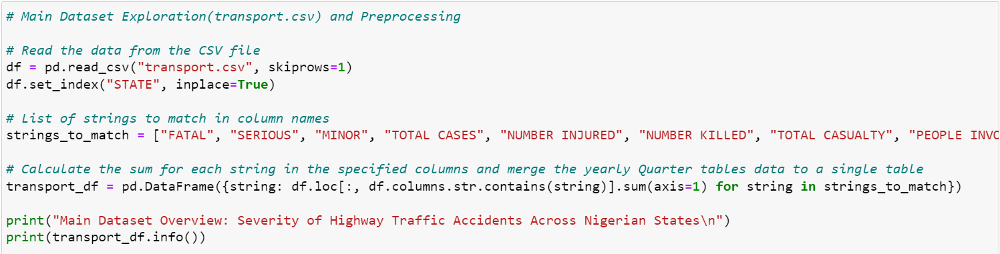 # Main Dataset Exploration(transport.csv) and Preprocessing
# Read the data from the CSV file
df = pd.read_csv("transport.csv", skiprows=1)
df.set_index("STATE", inplace=True)
# List of strings to match in column names
strings_to_match = ["FATAL", "SERIOUS", "MINOR", "TOTAL CASES", "NUMBER INJURED", "NUMBER KILLED", "TOTAL CASUALTY", "PEOPLE INVO
# Calculate the sum for each string in the specified columns and merge the yearly Quarter tables data to a single table
transport_df = pd.DataFrame({string: df.loc[:, df.columns.str.contains(string)].sum(axis=1) for string in strings_to_match})
print("Main Dataset Overview: Severity of Highway Traffic Accidents Across Nigerian States\n")
print(transport_df.info())